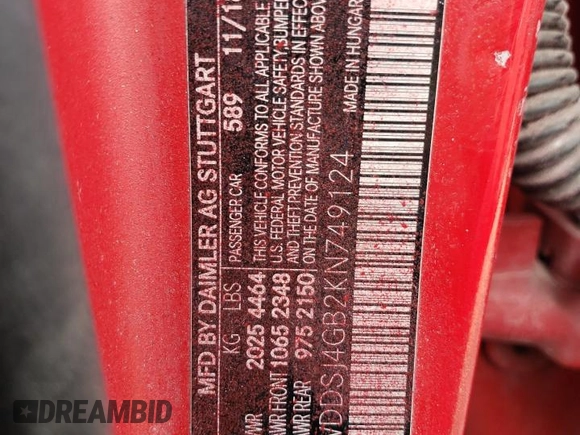 MFD BY DAIMLER AG STUTTGART
KG LBS PASSENGER CAR 589 11/18
2025 4464 THIS VEHICLE CONFORMS TO ALL APPLICABLE
1065 2348 U.S. FEDERAL MOTOR VEHICLE SAFETY, BUMPER
975 2150 AND THEFT PREVENTION STANDARDS IN EFFECT
ON THE DATE OF MANUFACTURE SHOWN ABOVE
GVWR
GAWR FRONT
GAWR REAR
WDDSJ4GB2KN749124 MADE IN HUNGARY
DREAMBID